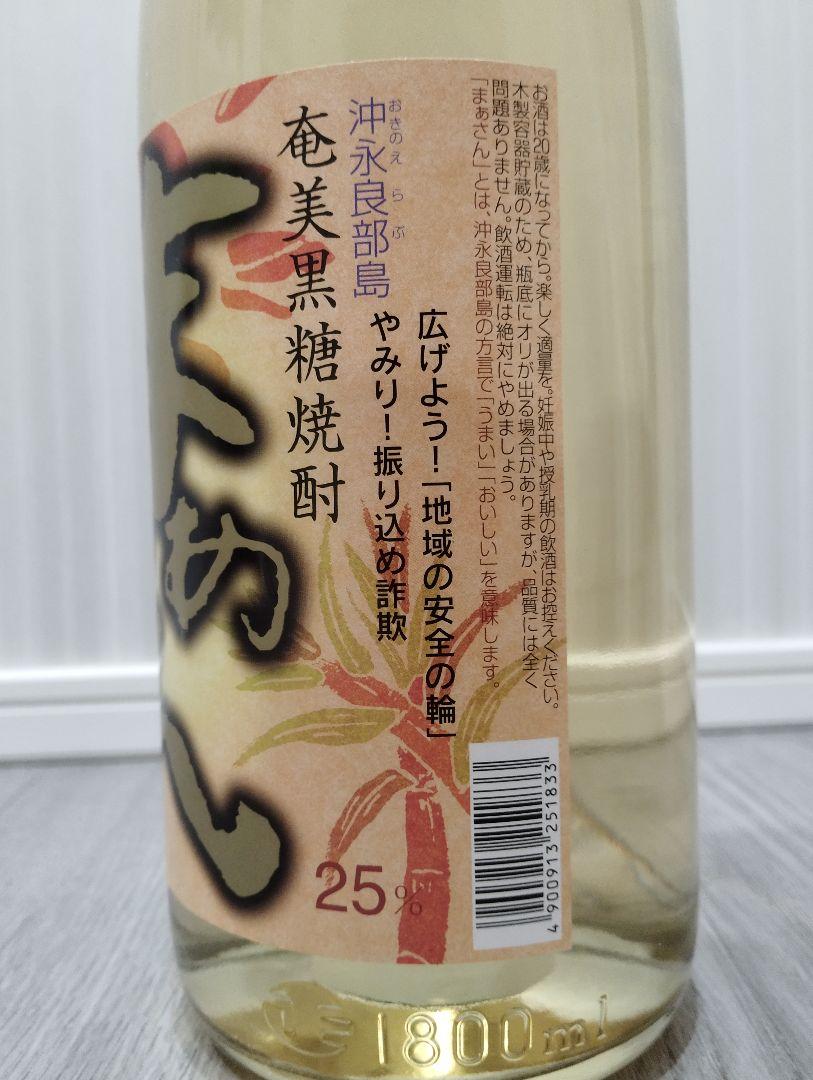 お酒は20歳になってから。楽しく適量を。妊娠中や授乳期の飲酒はお控えください。
木製容器貯蔵のため、瓶底にオリが出る場合がありますが、品質には全く
問題ありません。飲酒運転は絶対にやめましょう。
「まぁさん」とは、沖永良部島の方言で「うまい」「おいしい」を意味します。
広げよう!「地域の安全の輪」
やみり!振り込め詐欺
おきのえらぶ
沖永良部島
奄美黒糖焼酎
まぁさん
25%
4 900913 251833
1800ml